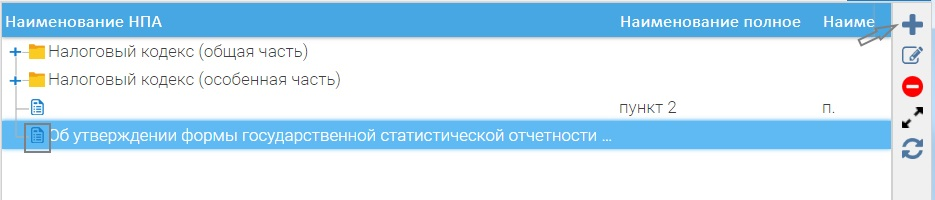 Наименование НПА Наименование полное Наиме
Налоговый кодекс (общая часть)
Налоговый кодекс (особенная часть)
пункт 2 п.
Об утверждении формы государственной статистической отчетности ...